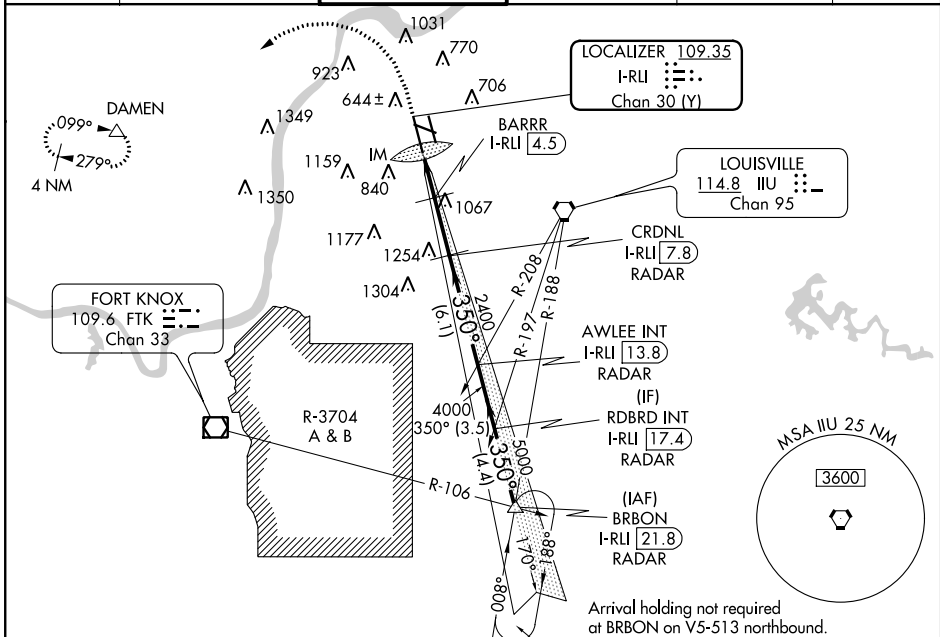 1031
770
923
LOCALIZER 109.35
I-RLI
Chan 30 (Y)
706
644±
DAMEN
1349
099°
BARRR
I-RLI 4.5
IM
279°
4 NM
1159
840
LOUISVILLE
114.8 IIU
Chan 95
1350
1067
1177
CRDNL
I-RLI 7.8
RADAR
1254
R-208
R-188
1304
FORT KNOX
109.6 FTK
Chan 33
2400
350°
(6.1)
R-197
AWLEE INT
I-RLI 13.8
RADAR
R-3704
A & B
4000
350° (3.5)
(IF)
RDBRD INT
I-RLI 17.4
RADAR
MSA IIU 25 NM
3600
5000
350°
(4.4)
R-106
(IAF)
BRBON
I-RLI 21.8
RADAR
170°
188°
008°
Arrival holding not required
at BRBON on V5-513 northbound.